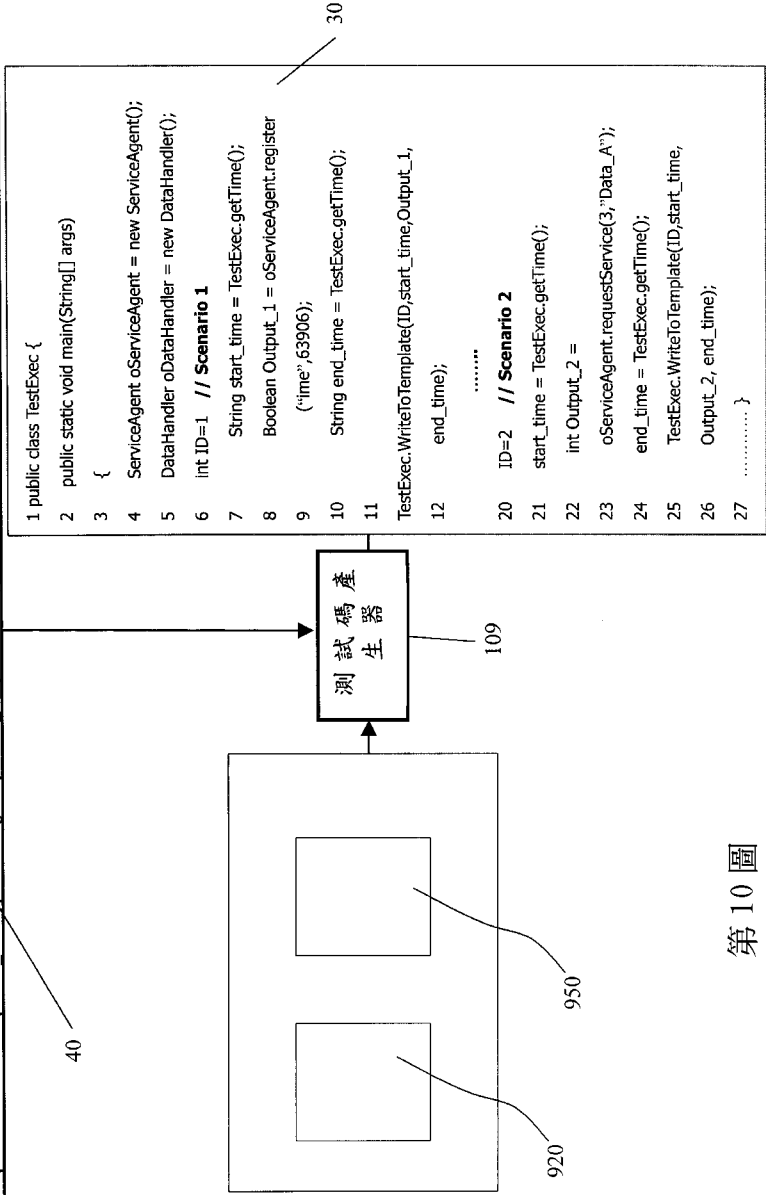 30
1 public class TestExec {
2 public static void main(String[] args)
3 {
4 ServiceAgent oServiceAgent = new ServiceAgent();
5 DataHandler oDataHandler = new DataHandler();
6 int ID=1 // Scenario 1
7 String start_time = TestExec.getTime();
8 Boolean Output_1 = oServiceAgent.register
9 ("ime",63906);
10 String end_time = TestExec.getTime();
11
TestExec.WriteToTemplate(ID,start_time,Output_1,
12 end_time);
………
20 ID=2 // Scenario 2
21 start_time = TestExec.getTime();
22 int Output_2 =
23 oServiceAgent.requestService(3,"Data_A");
24 end_time = TestExec.getTime();
25 TestExec.WriteToTemplate(ID,start_time,
26 Output_2, end_time);
27 ………… }
測試碼產
生器
109
40
950
920
第 10 圖